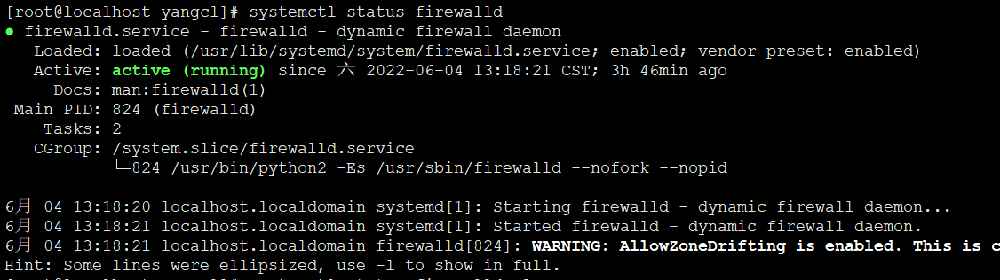 [root@localhost yangcl]# systemctl status firewalld
● firewalld.service - firewalld - dynamic firewall daemon
   Loaded: loaded (/usr/lib/systemd/system/firewalld.service; enabled; vendor preset: enabled)
   Active: active (running) since 六 2022-06-04 13:18:21 CST; 3h 46min ago
     Docs: man:firewalld(1)
 Main PID: 824 (firewalld)
    Tasks: 2
   CGroup: /system.slice/firewalld.service
           └─824 /usr/bin/python2 -Es /usr/sbin/firewalld --nofork --nopid

6月 04 13:18:20 localhost.localdomain systemd[1]: Starting firewalld - dynamic firewall daemon...
6月 04 13:18:21 localhost.localdomain systemd[1]: Started firewalld - dynamic firewall daemon.
6月 04 13:18:21 localhost.localdomain firewalld[824]: WARNING: AllowZoneDrifting is enabled. This is c
Hint: Some lines were ellipsized, use -l to show in full.